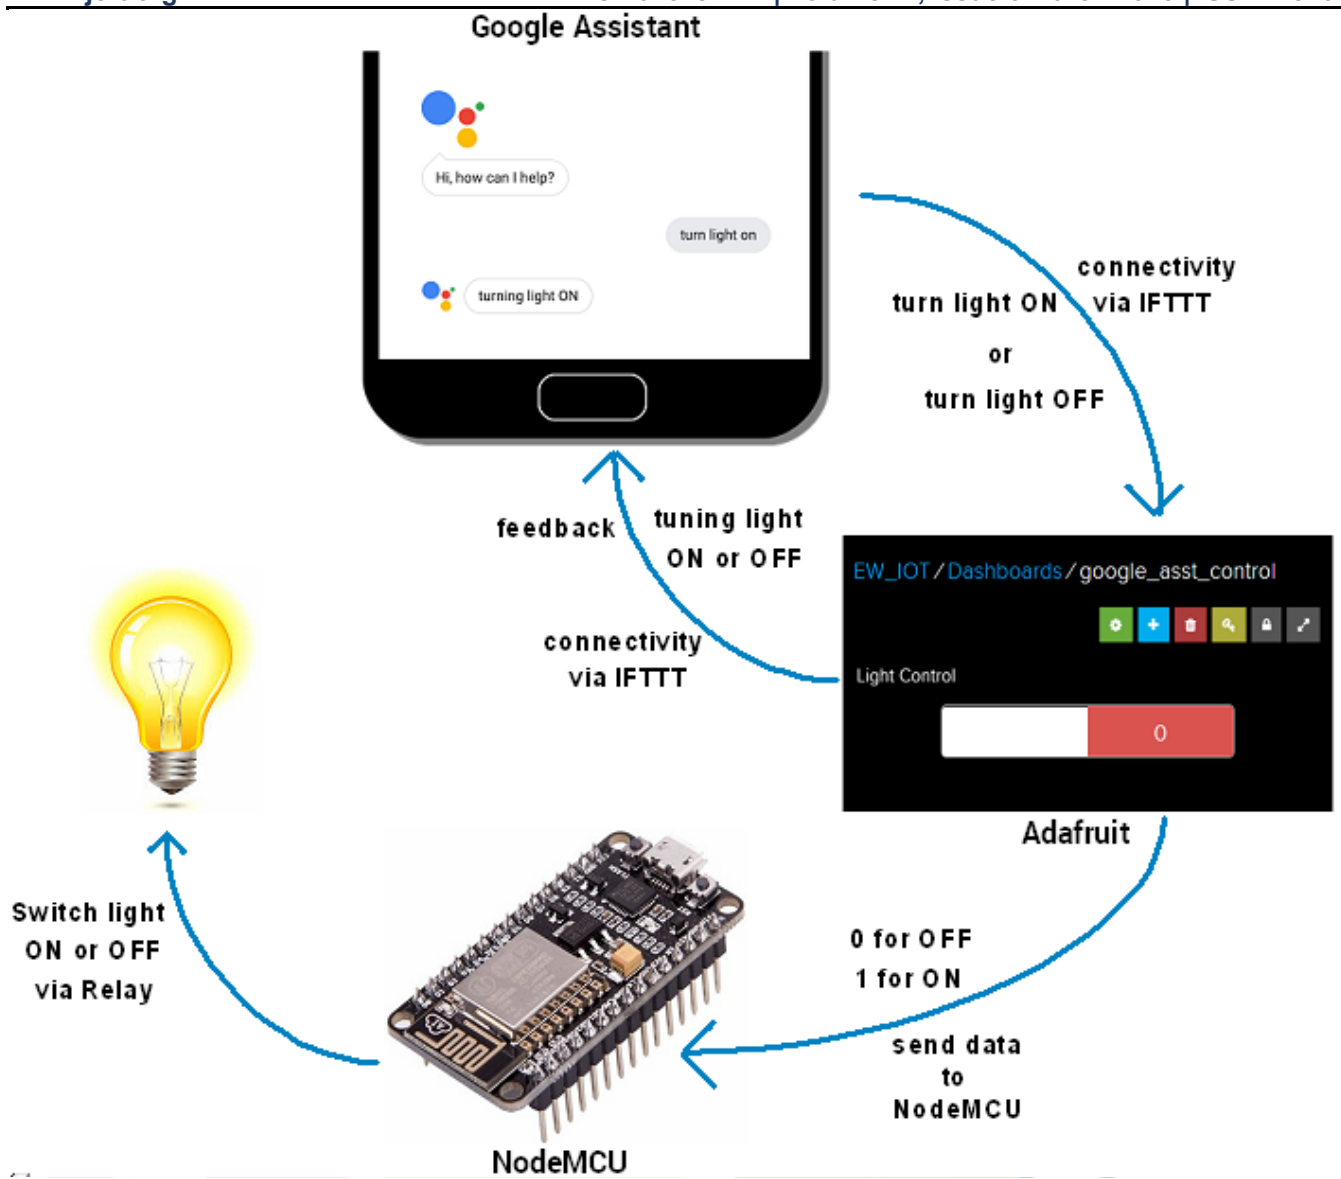 Google Assistant
Hi, how can I help?
turn light on
turning light ON
connectivity
via IFTTT
turn light ON
or
turn light OFF
feedback
tuning light
ON or OFF
connectivity
via IFTTT
EW_IOT / Dashboards / google_asst_control
Light Control
0
Adafruit
Switch light
ON or OFF
via Relay
0 for OFF
1 for ON
send data
to
NodeMCU
NodeMCU